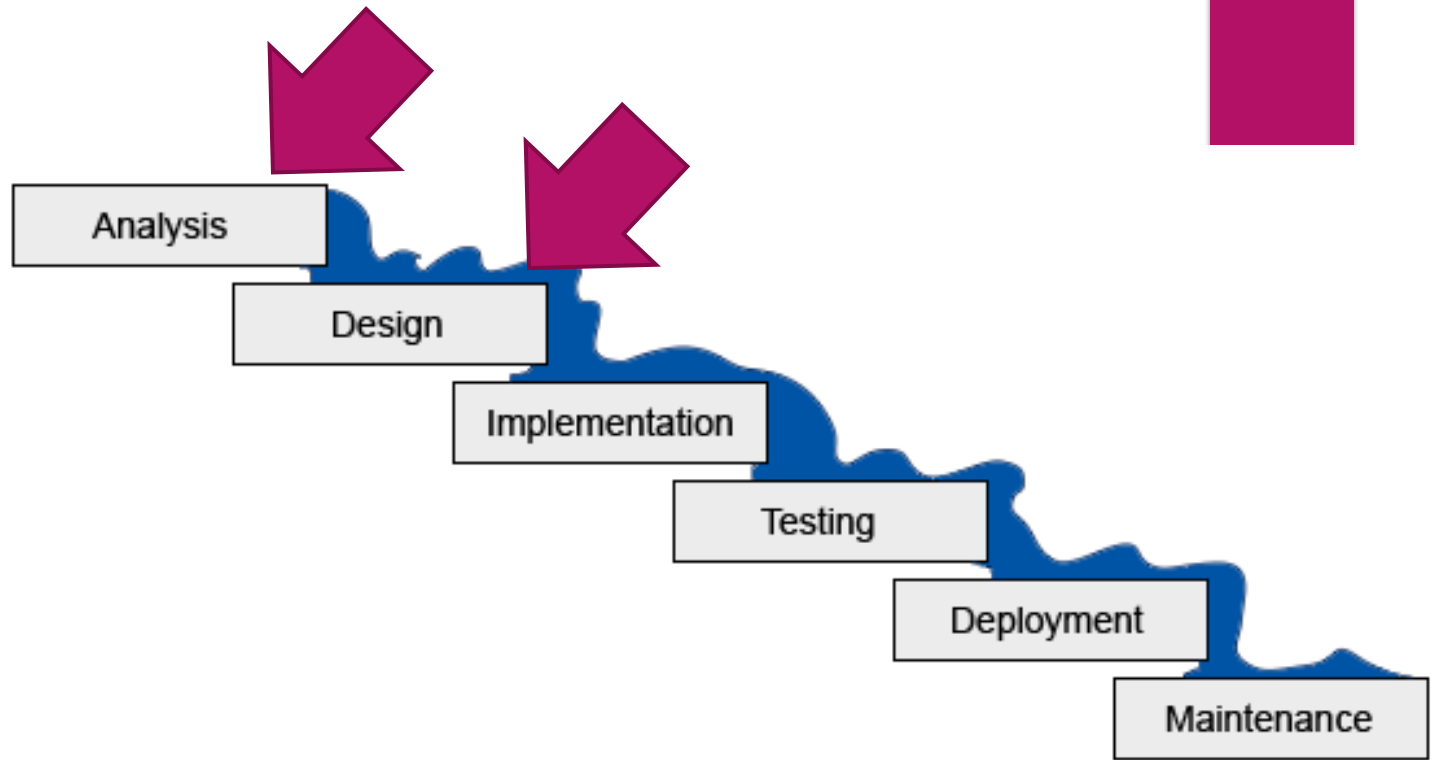 Analysis
Design
Implementation
Testing
Deployment
Maintenance